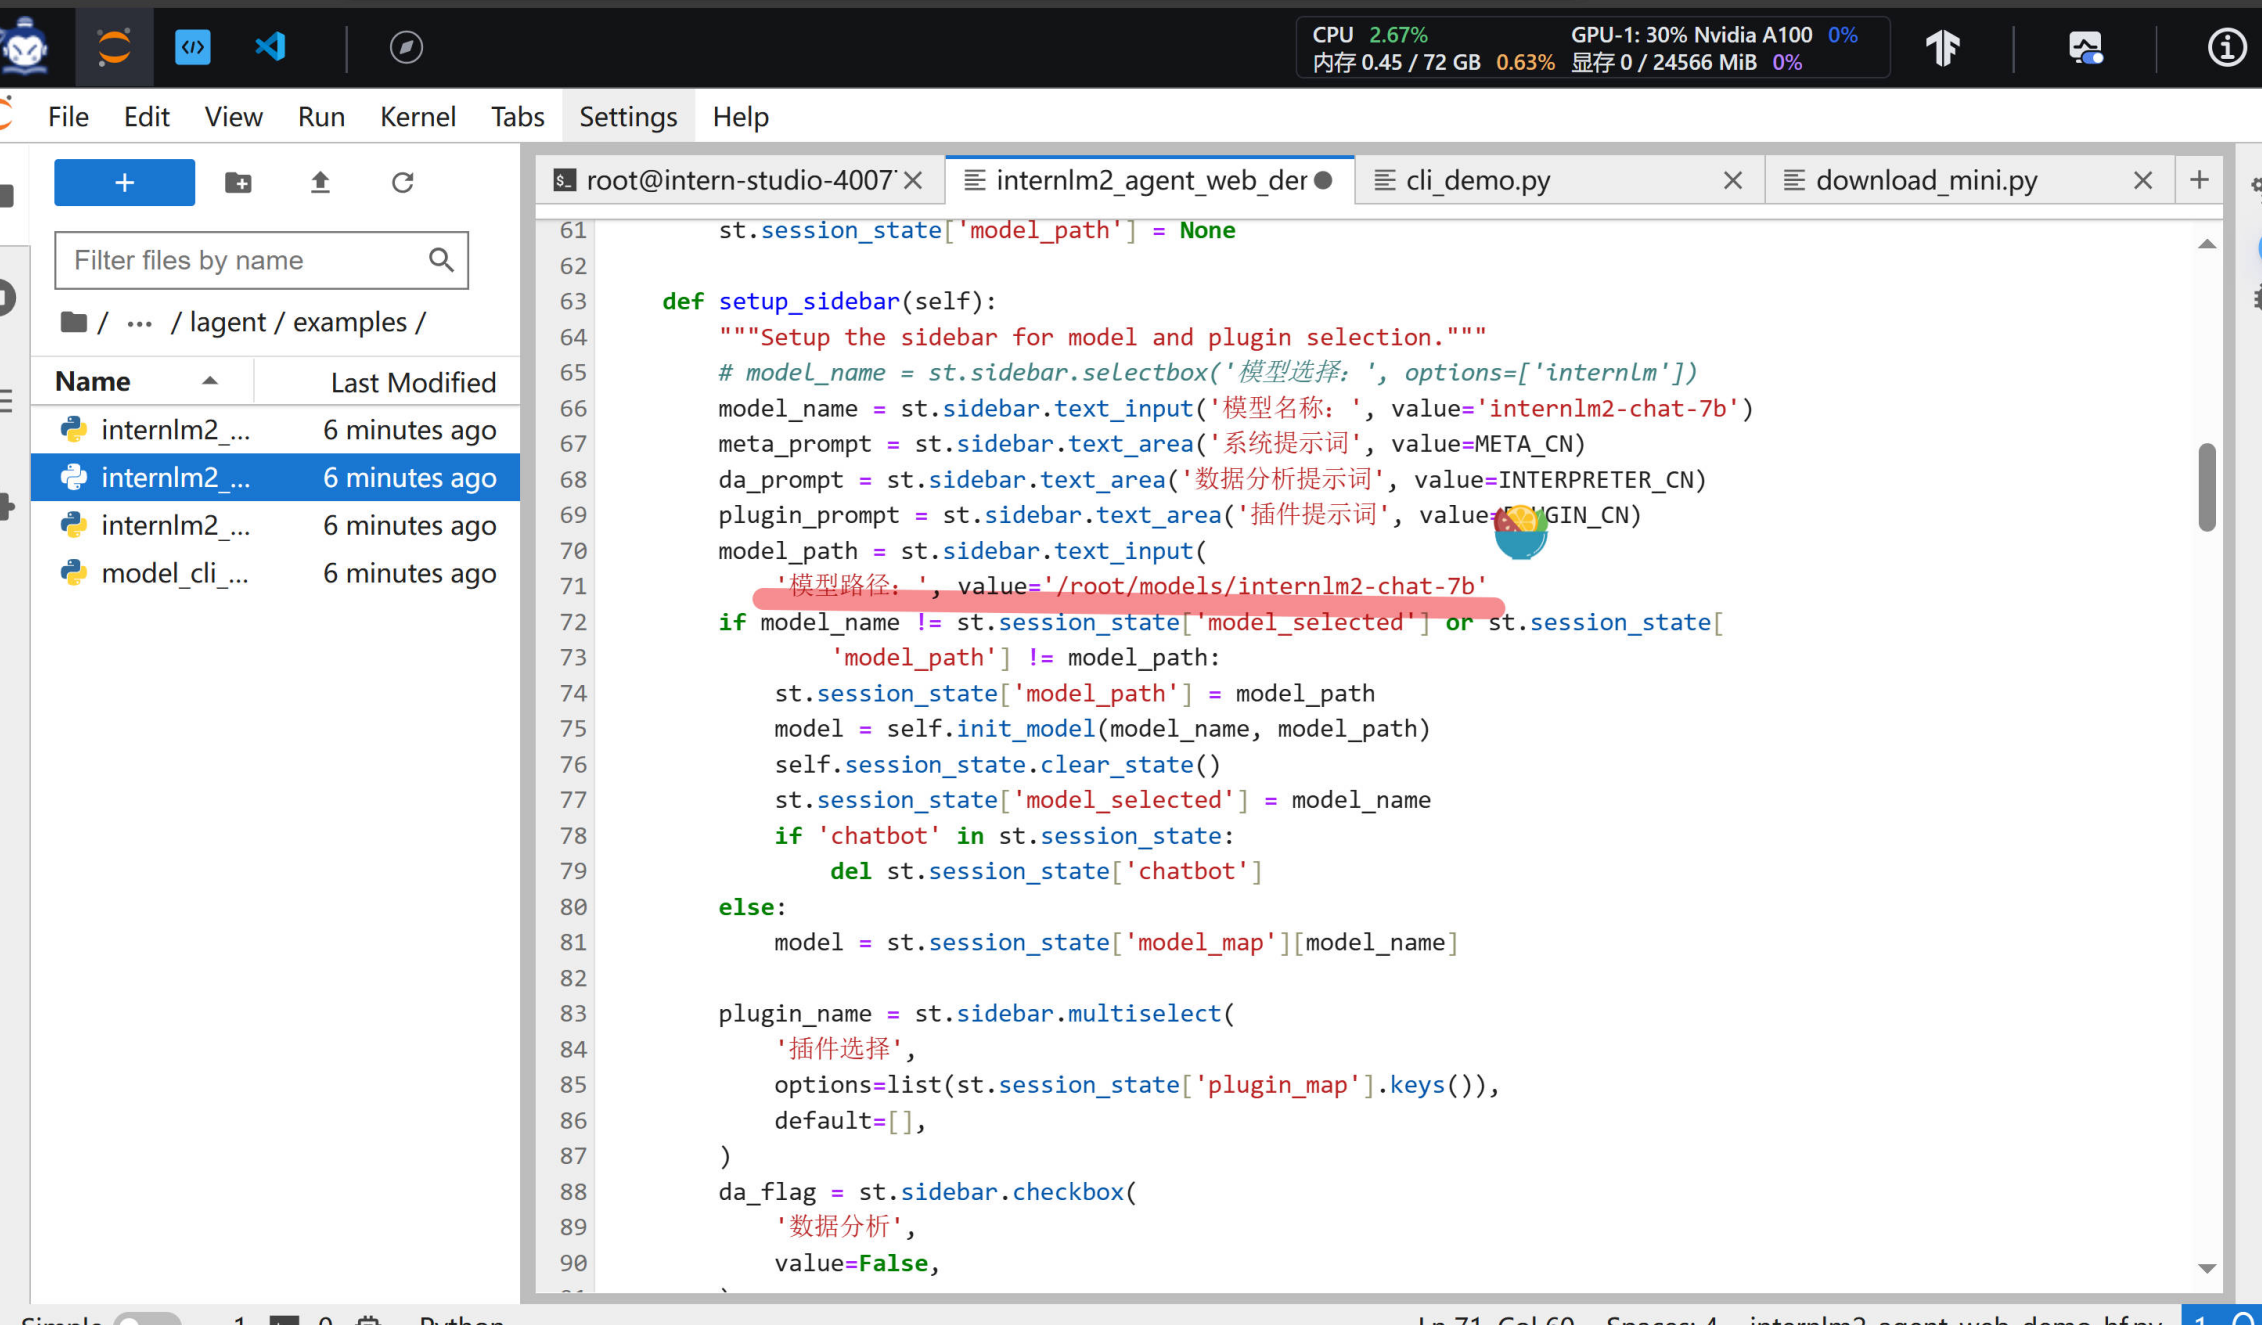 CPU 2.67% GPU-1: 30% Nvidia A100 0%
内存 0.45 / 72 GB 0.63% 显存 0 / 24566 MiB 0%
File Edit View Run Kernel Tabs Settings Help
root@intern-studio-4007 internlm2_agent_web_der cli_demo.py download_mini.py
Filter files by name
/ ... / lagent / examples /
Name Last Modified
internlm2_... 6 minutes ago
internlm2_... 6 minutes ago
internlm2_... 6 minutes ago
model_cli_... 6 minutes ago
61 st.session_state['model_path'] = None
62
63 def setup_sidebar(self):
64 """Setup the sidebar for model and plugin selection."""
65 # model_name = st.sidebar.selectbox('模型选择：', options=['internlm'])
66 model_name = st.sidebar.text_input('模型名称：', value='internlm2-chat-7b')
67 meta_prompt = st.sidebar.text_area('系统提示词', value=META_CN)
68 da_prompt = st.sidebar.text_area('数据分析提示词', value=INTERPRETER_CN)
69 plugin_prompt = st.sidebar.text_area('插件提示词', value=PLUGIN_CN)
70 model_path = st.sidebar.text_input(
71 '模型路径：', value='/root/models/internlm2-chat-7b'
72 if model_name != st.session_state['model_selected'] or st.session_state[
73 'model_path'] != model_path:
74 st.session_state['model_path'] = model_path
75 model = self.init_model(model_name, model_path)
76 self.session_state.clear_state()
77 st.session_state['model_selected'] = model_name
78 if 'chatbot' in st.session_state:
79 del st.session_state['chatbot']
80 else:
81 model = st.session_state['model_map'][model_name]
82
83 plugin_name = st.sidebar.multiselect(
84 '插件选择',
85 options=list(st.session_state['plugin_map'].keys()),
86 default=[],
87 )
88 da_flag = st.sidebar.checkbox(
89 '数据分析',
90 value=False,
Simple 1 0 Python Ln 71, Col 60 Spaces: 4 internlm2_agent_web_demo_hf.py 1